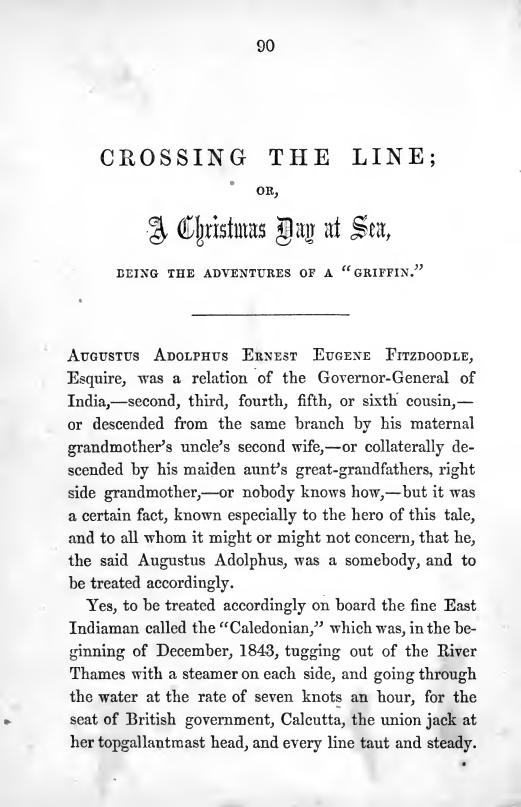 90
CROSSING THE LINE;
OR,
A Christmas Day at Sea,
BEING THE ADVENTURES OF A "GRIFFIN."
AUGUSTUS ADOLPHUS ERNEST EUGENE FITZDOODLE,
Esquire, was a relation of the Governor-General of
India,—second, third, fourth, fifth, or sixth cousin,—
or descended from the same branch by his maternal
grandmother's uncle's second wife,—or collaterally de-
scended by his maiden aunt's great-grandfathers, right
side grandmother,—or nobody knows how,—but it was
a certain fact, known especially to the hero of this tale,
and to all whom it might or might not concern, that he,
the said Augustus Adolphus, was a somebody, and to
be treated accordingly.
Yes, to be treated accordingly on board the fine East
Indiaman called the "Caledonian," which was, in the be-
ginning of December, 1843, tugging out of the River
Thames with a steamer on each side, and going through
the water at the rate of seven knots an hour, for the
seat of British government, Calcutta, the union jack at
her topgallantmast head, and every line taut and steady.